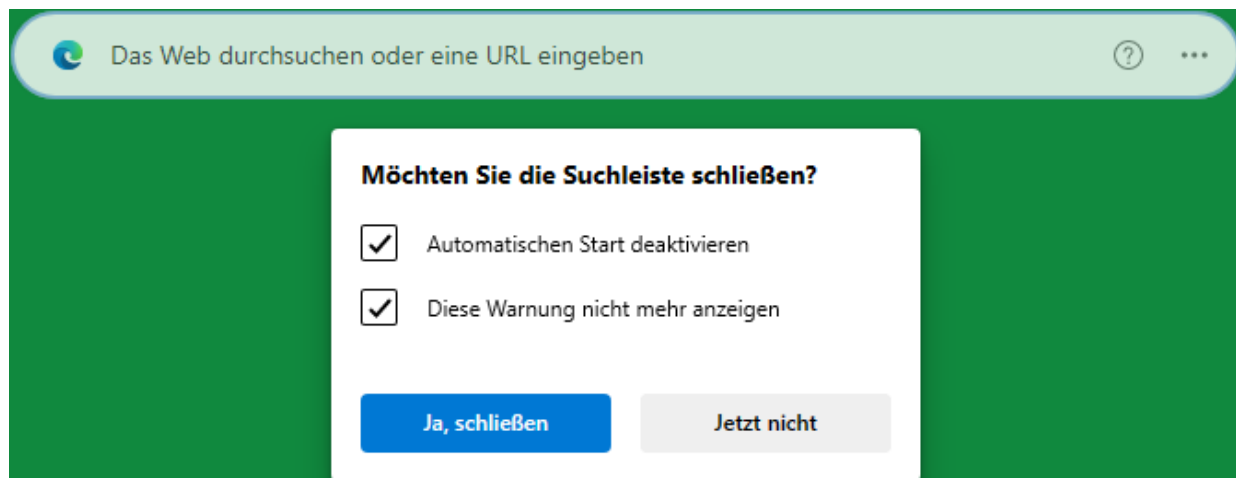 Das Web durchsuchen oder eine URL eingeben
Möchten Sie die Suchleiste schließen?
Automatischen Start deaktivieren
Diese Warnung nicht mehr anzeigen
Ja, schließen
Jetzt nicht